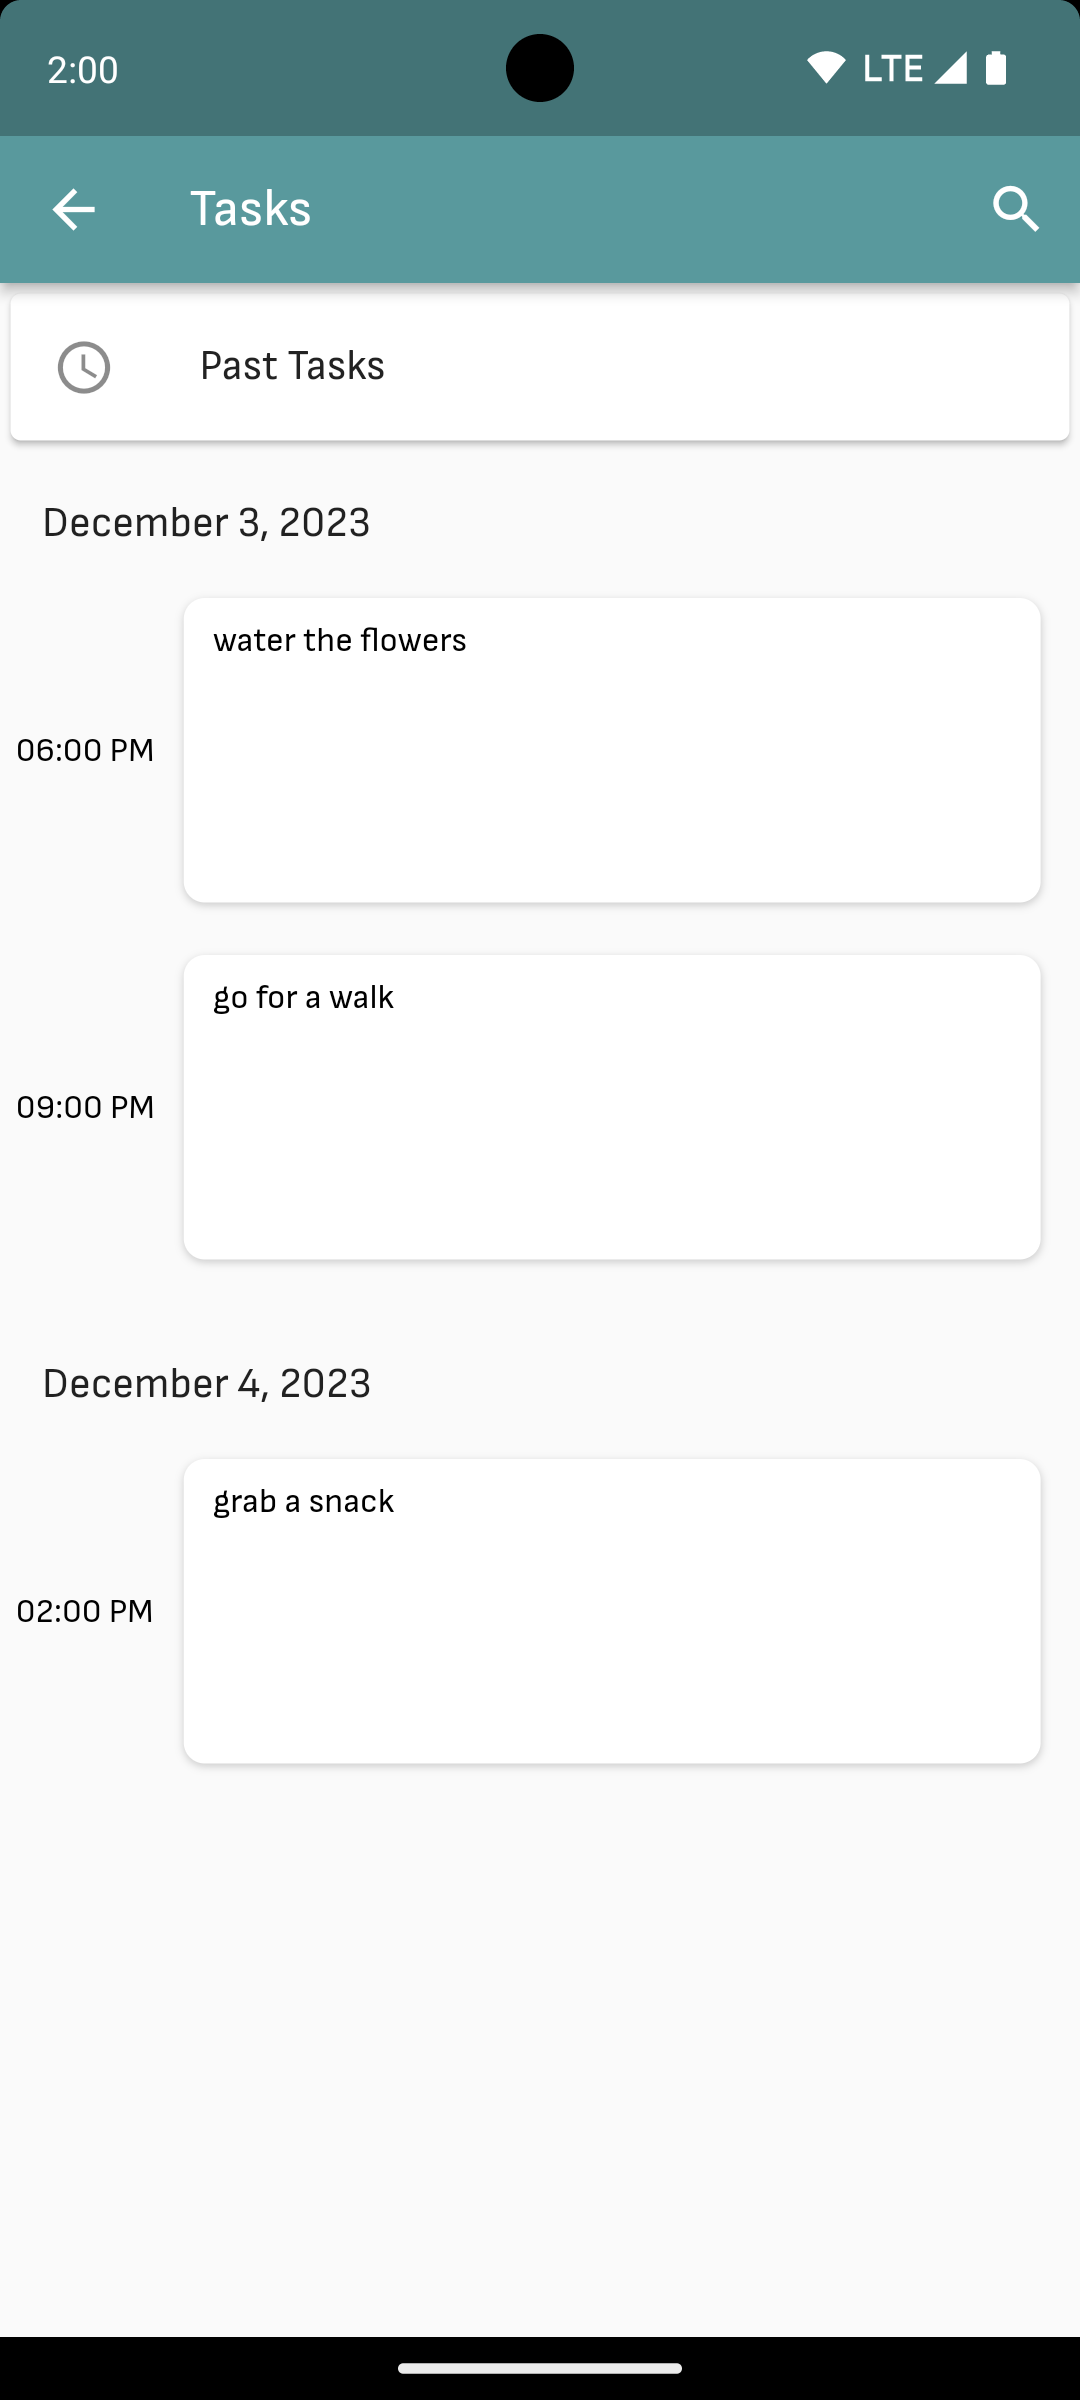 2:00
LTE
Tasks
Past Tasks
December 3, 2023
water the flowers
06:00 PM
go for a walk
09:00 PM
December 4, 2023
grab a snack
02:00 PM